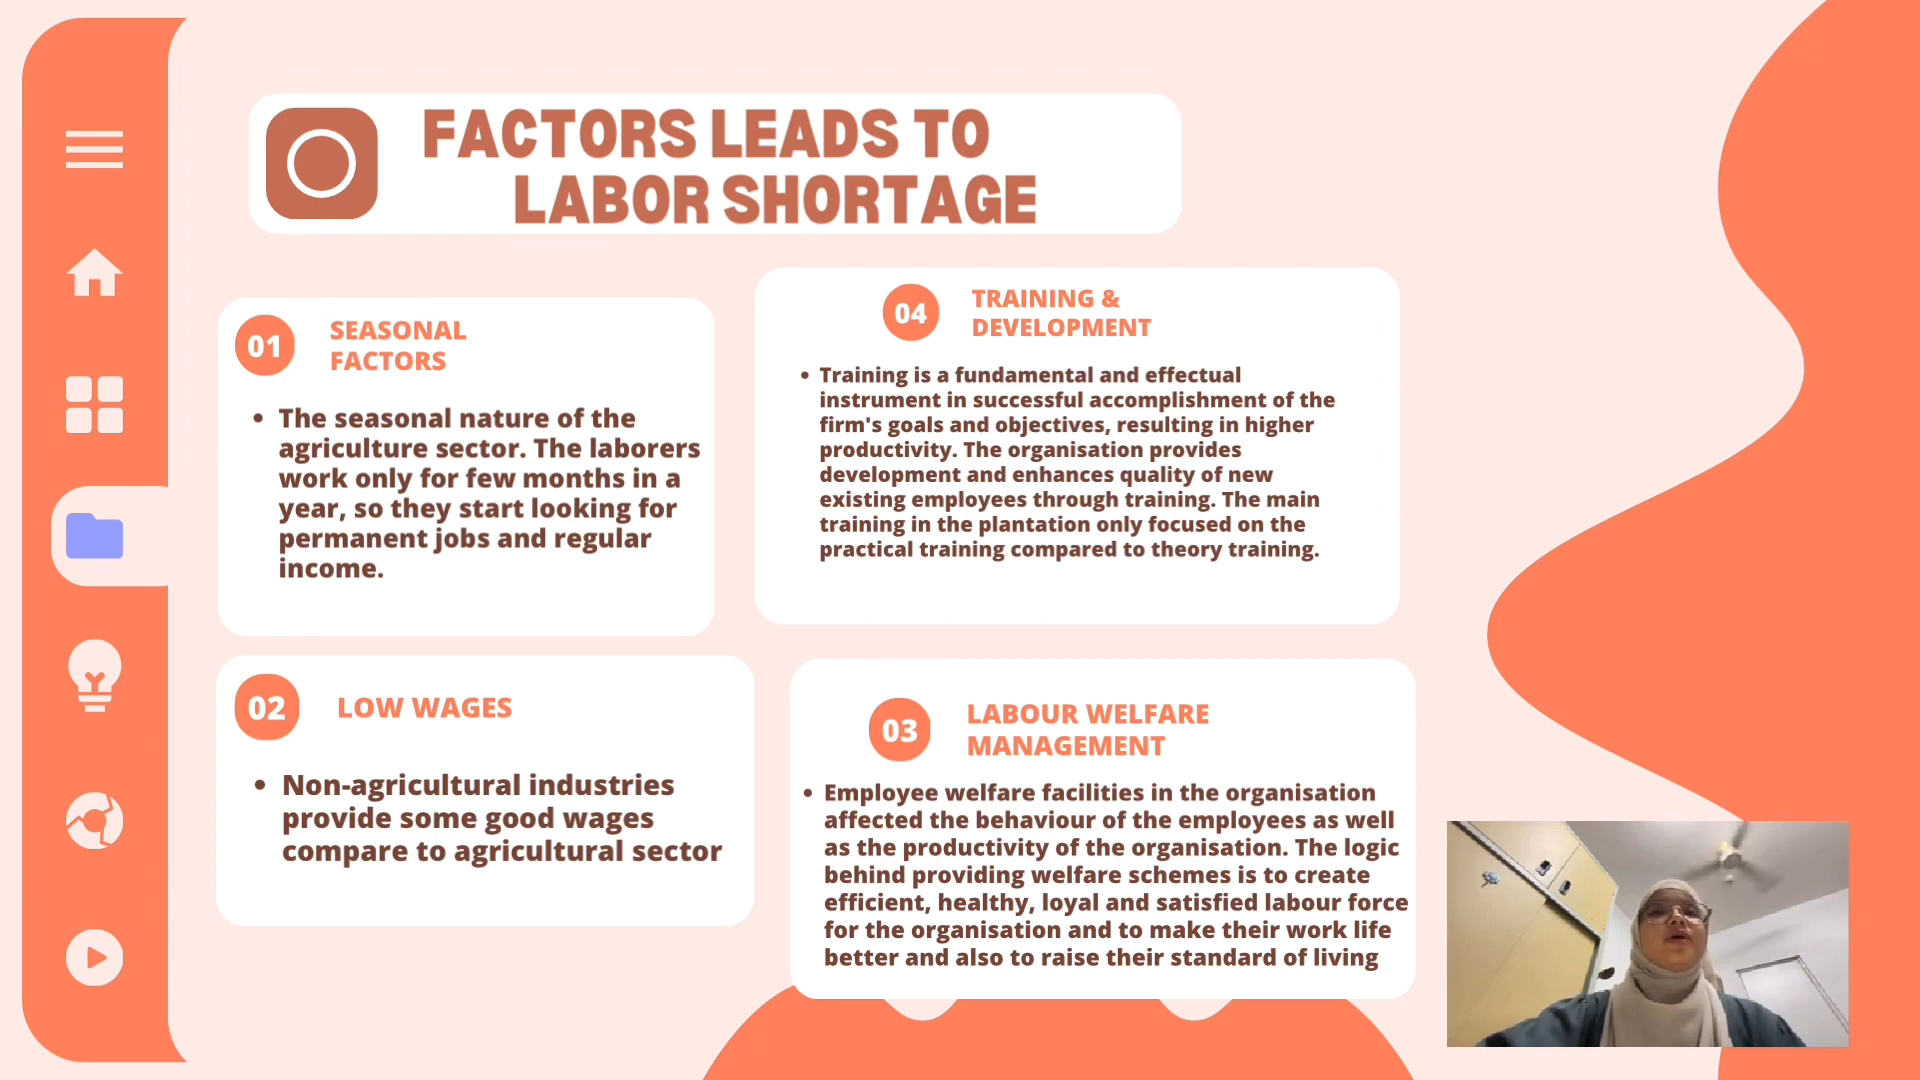 FACTORS LEADS TO
LABOR SHORTAGE
01
SEASONAL
FACTORS
• The seasonal nature of the
agriculture sector. The laborers
work only for few months in a
year, so they start looking for
permanent jobs and regular
income.
02
LOW WAGES
• Non-agricultural industries
provide some good wages
compare to agricultural sector
04
TRAINING &
DEVELOPMENT
• Training is a fundamental and effectual
instrument in successful accomplishment of the
firm's goals and objectives, resulting in higher
productivity. The organisation provides
development and enhances quality of new
existing employees through training. The main
training in the plantation only focused on the
practical training compared to theory training.
03
LABOUR WELFARE
MANAGEMENT
• Employee welfare facilities in the organisation
affected the behaviour of the employees as well
as the productivity of the organisation. The logic
behind providing welfare schemes is to create
efficient, healthy, loyal and satisfied labour force
for the organisation and to make their work life
better and also to raise their standard of living